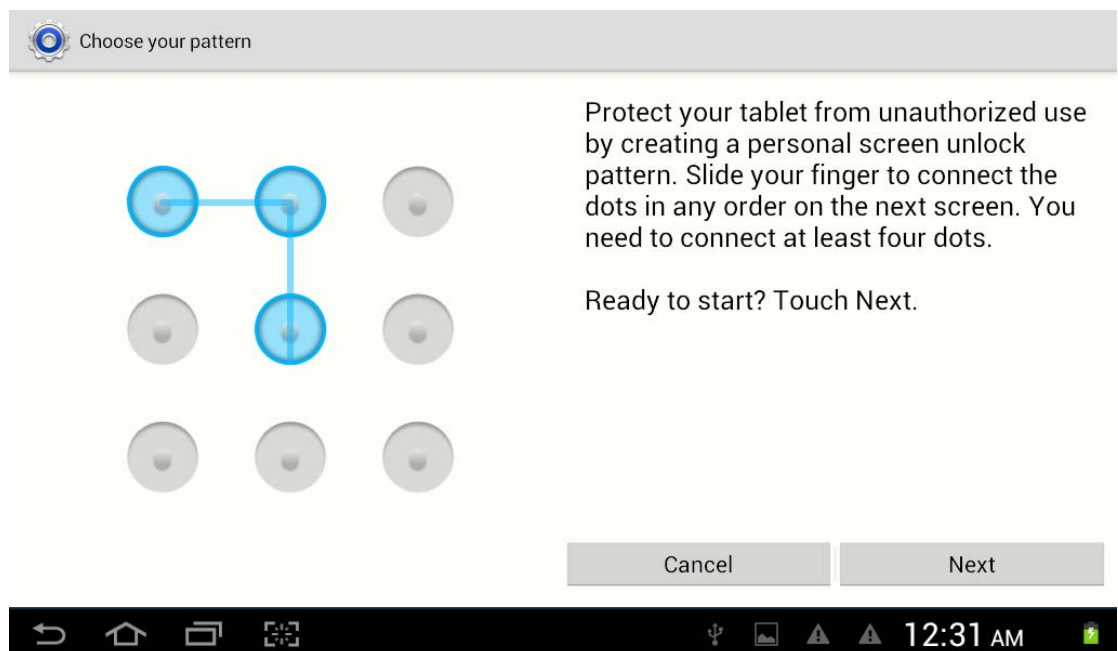 Choose your pattern
Protect your tablet from unauthorized use
by creating a personal screen unlock
pattern. Slide your finger to connect the
dots in any order on the next screen. You
need to connect at least four dots.
Ready to start? Touch Next.
Cancel
Next
12:31 AM